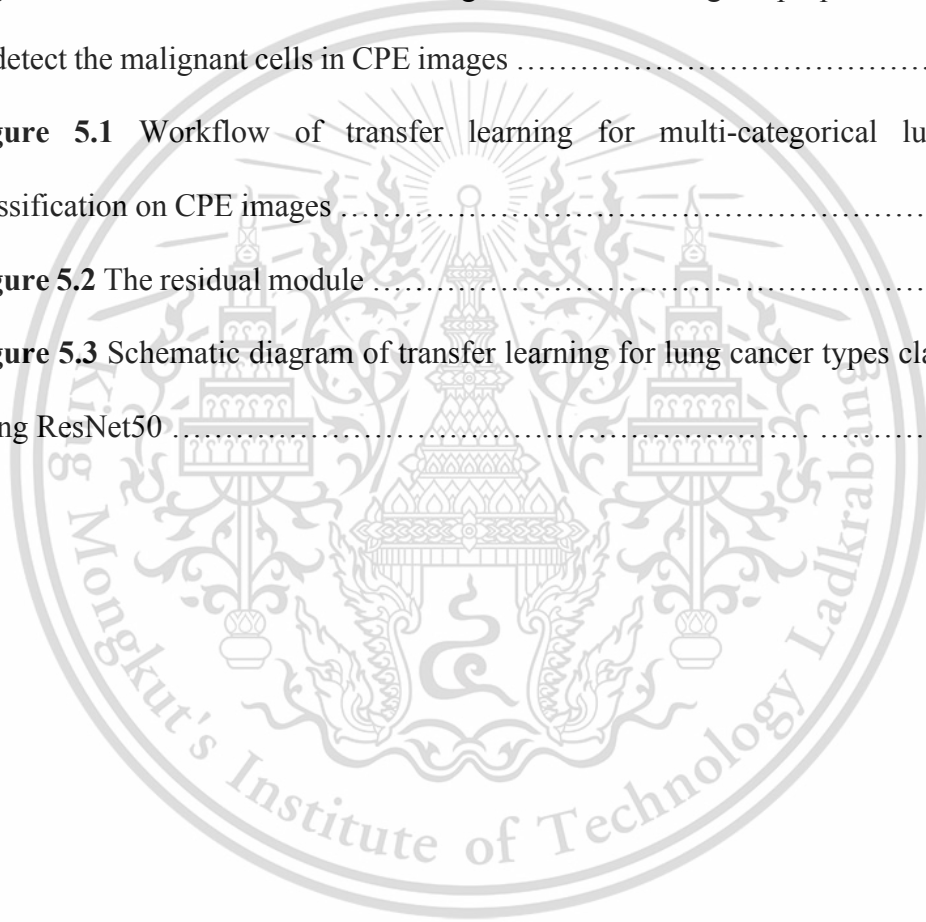 detect the malignant cells in CPE images ……………………………………
gure 5.1 Workflow of transfer learning for multi-categorical lu
ssification on CPE images ……………………………………………………
gure 5.2 The residual module …………………………………………………
gure 5.3 Schematic diagram of transfer learning for lung cancer types cla
ng ResNet50 ……………………………………………………… …………
King Mongkut's Institute of Technology Ladkrabang